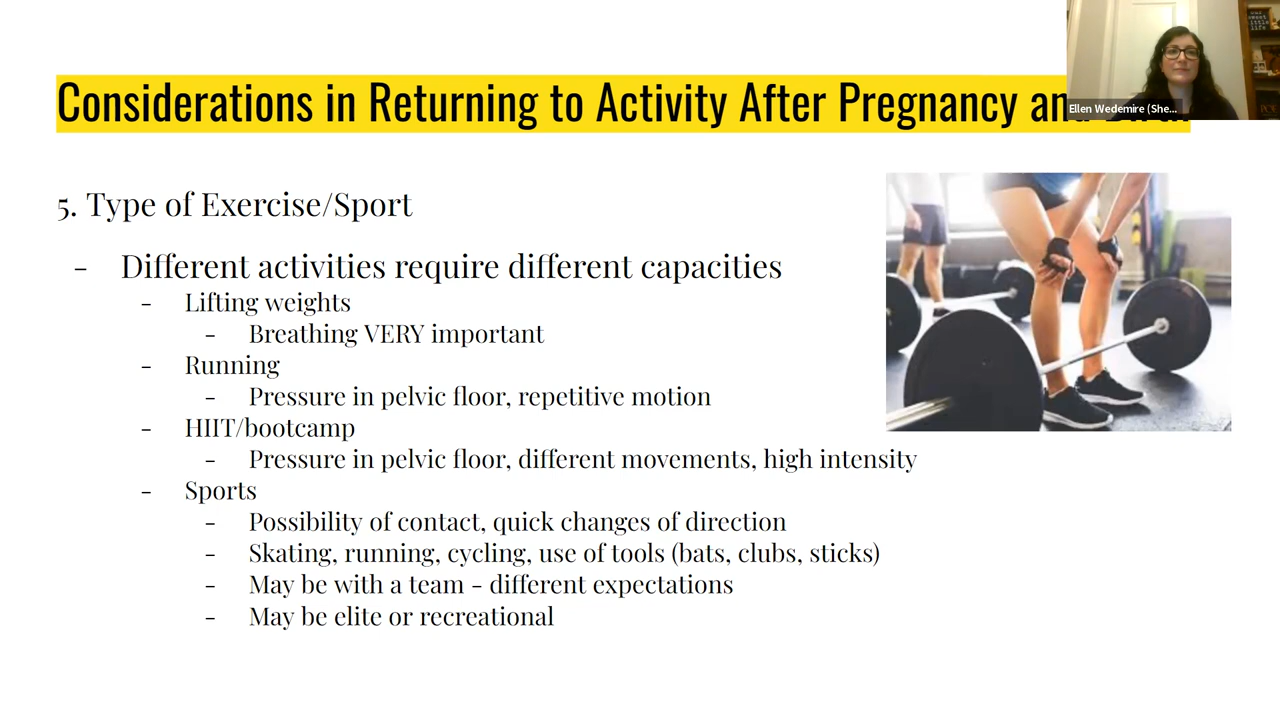 Considerations in Returning to Activity After Pregnancy and
Ellen Wedemire (She...
5. Type of Exercise/Sport
- Different activities require different capacities
- Lifting weights
- Breathing VERY important
- Running
- Pressure in pelvic floor, repetitive motion
- HIIT/bootcamp
- Pressure in pelvic floor, different movements, high intensity
- Sports
- Possibility of contact, quick changes of direction
- Skating, running, cycling, use of tools (bats, clubs, sticks)
- May be with a team - different expectations
- May be elite or recreational